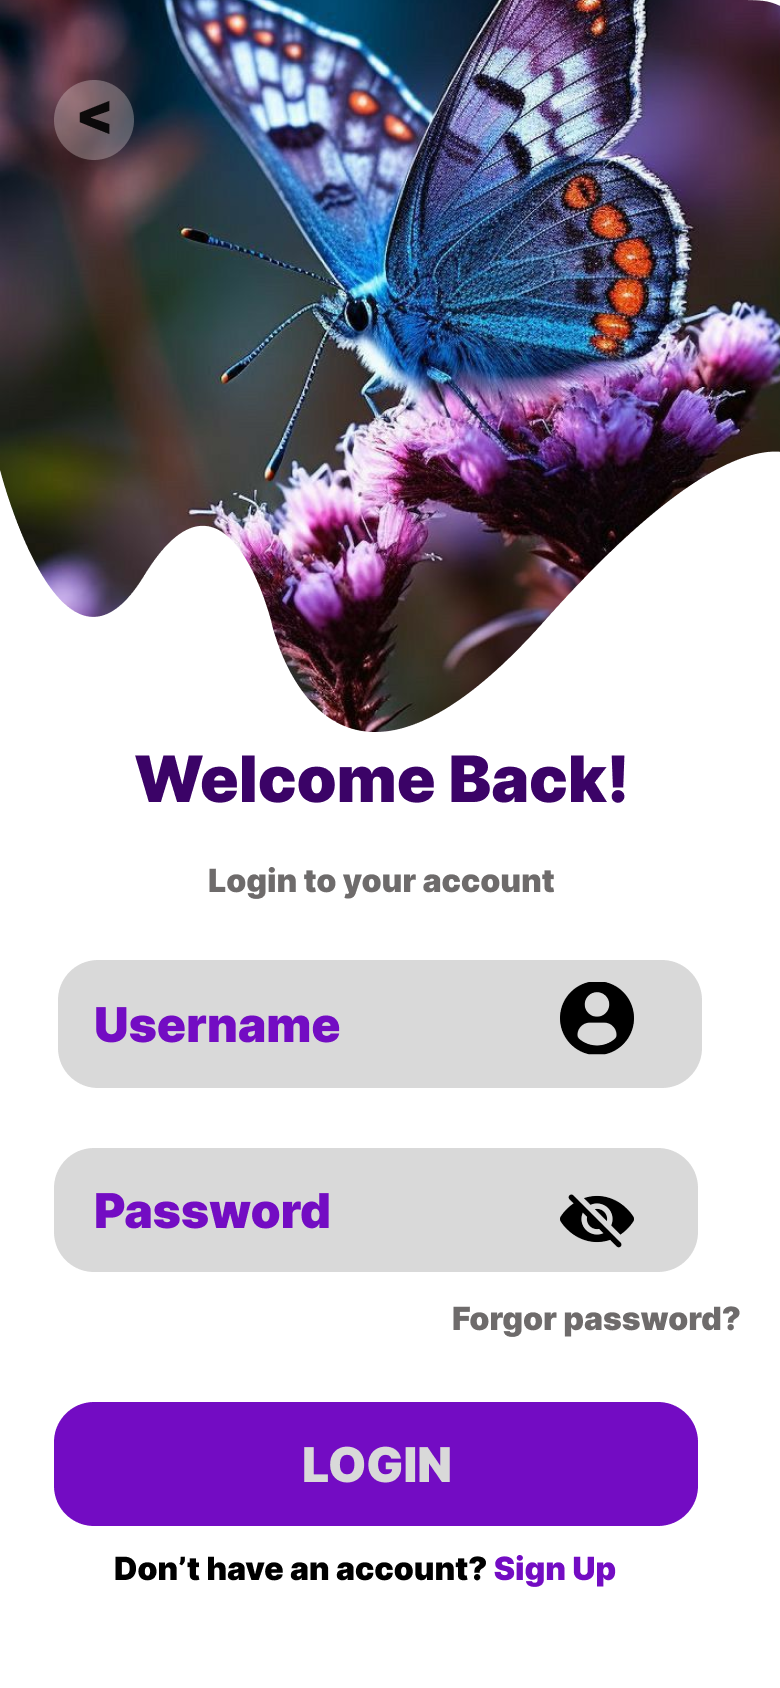 <
Welcome Back!
Login to your account
Username
Password
Forgor password?
LOGIN
Don’t have an account? Sign Up